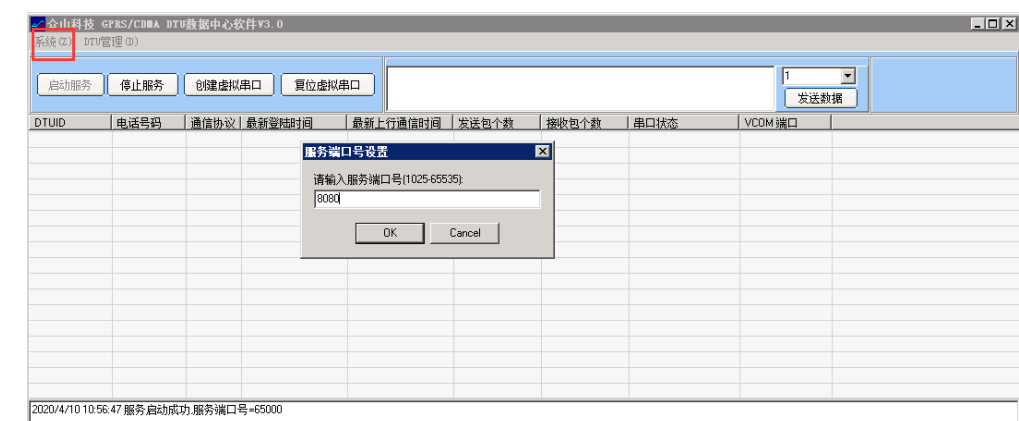 众山科技 GPRS/CDMA DTU数据中心软件V3.0
系统(Z) DTU管理(D)
启动服务 停止服务 创建虚拟串口 复位虚拟串口 1
发送数据
DTUID 电话号码 通信协议 最新登陆时间 最新上行通信时间 发送包个数 接收包个数 串口状态 VCOM端口
服务端口号设置
请输入服务端口号(1025-65535):
8080
OK Cancel
2020/4/10 10:56:47 服务启动成功.服务端口号=65000